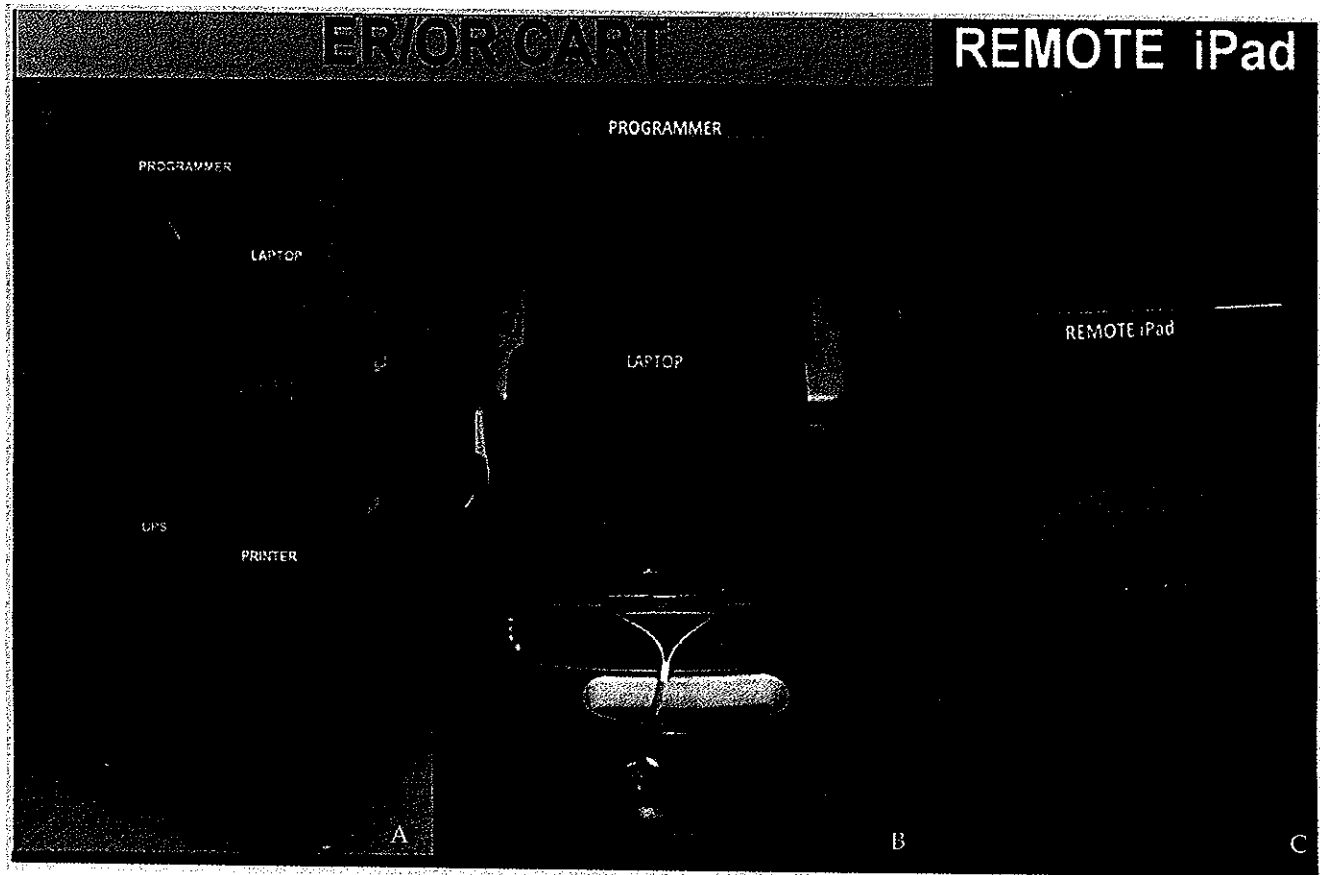 ER/OR CART
REMOTE iPad
PROGRAMMER
LAPTOP
UPS
PRINTER
A
PROGRAMMER
LAPTOP
B
REMOTE iPad
C